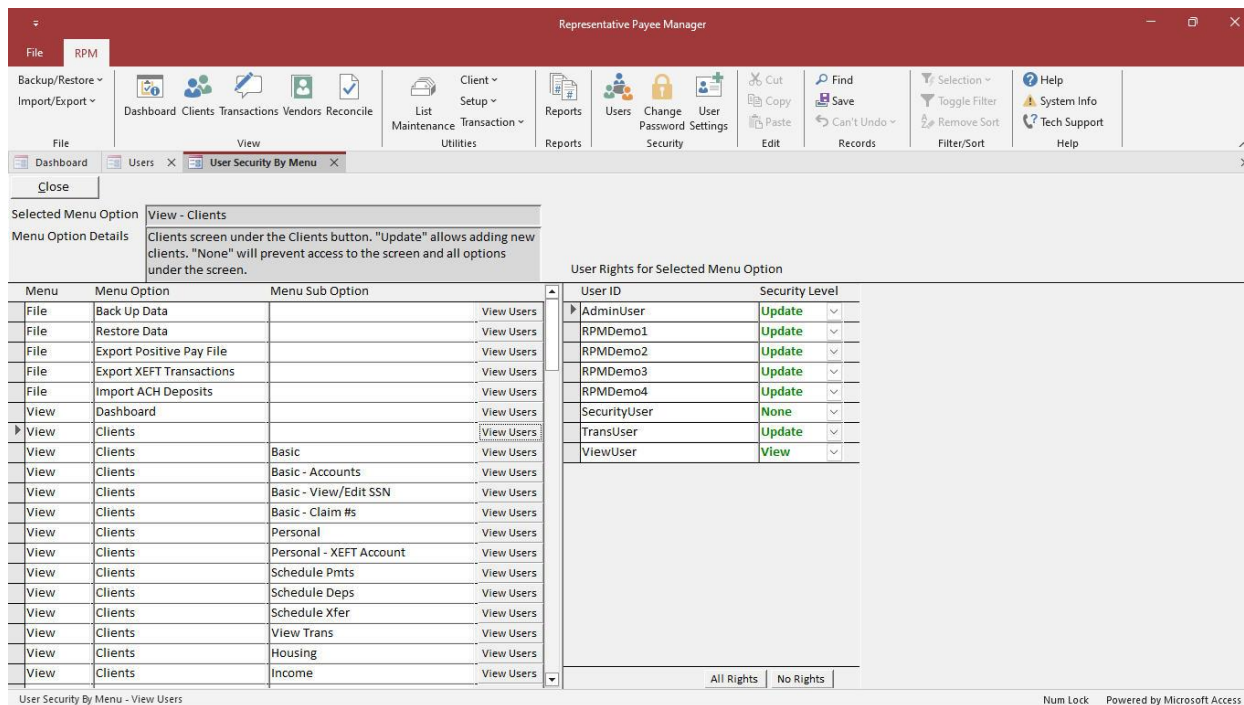 Representative Payee Manager
File RPM
Backup/Restore
Import/Export
File
Dashboard Clients Transactions Vendors Reconcile
View
List Maintenance
Client
Setup
Transaction
Utilities
Reports
Reports
Users Change Password User Settings
Security
Cut
Copy
Paste
Edit
Find
Save
Can't Undo
Records
Selection
Toggle Filter
Remove Sort
Filter/Sort
Help
System Info
Tech Support
Help
Dashboard Users User Security By Menu
Close
Selected Menu Option View - Clients
Menu Option Details Clients screen under the Clients button. "Update" allows adding new
clients. "None" will prevent access to the screen and all options
under the screen.
User Rights for Selected Menu Option
Menu Menu Option Menu Sub Option
File Back Up Data View Users
File Restore Data View Users
File Export Positive Pay File View Users
File Export XEFT Transactions View Users
File Import ACH Deposits View Users
View Dashboard View Users
View Clients View Users
View Clients Basic View Users
View Clients Basic - Accounts View Users
View Clients Basic - View/Edit SSN View Users
View Clients Basic - Claim #s View Users
View Clients Personal View Users
View Clients Personal - XEFT Account View Users
View Clients Schedule Pmts View Users
View Clients Schedule Deps View Users
View Clients Schedule Xfer View Users
View Clients View Trans View Users
View Clients Housing View Users
View Clients Income View Users
User ID Security Level
AdminUser Update
RPMDemo1 Update
RPMDemo2 Update
RPMDemo3 Update
RPMDemo4 Update
SecurityUser None
TransUser Update
ViewUser View
All Rights No Rights
User Security By Menu - View Users
Num Lock Powered by Microsoft Access